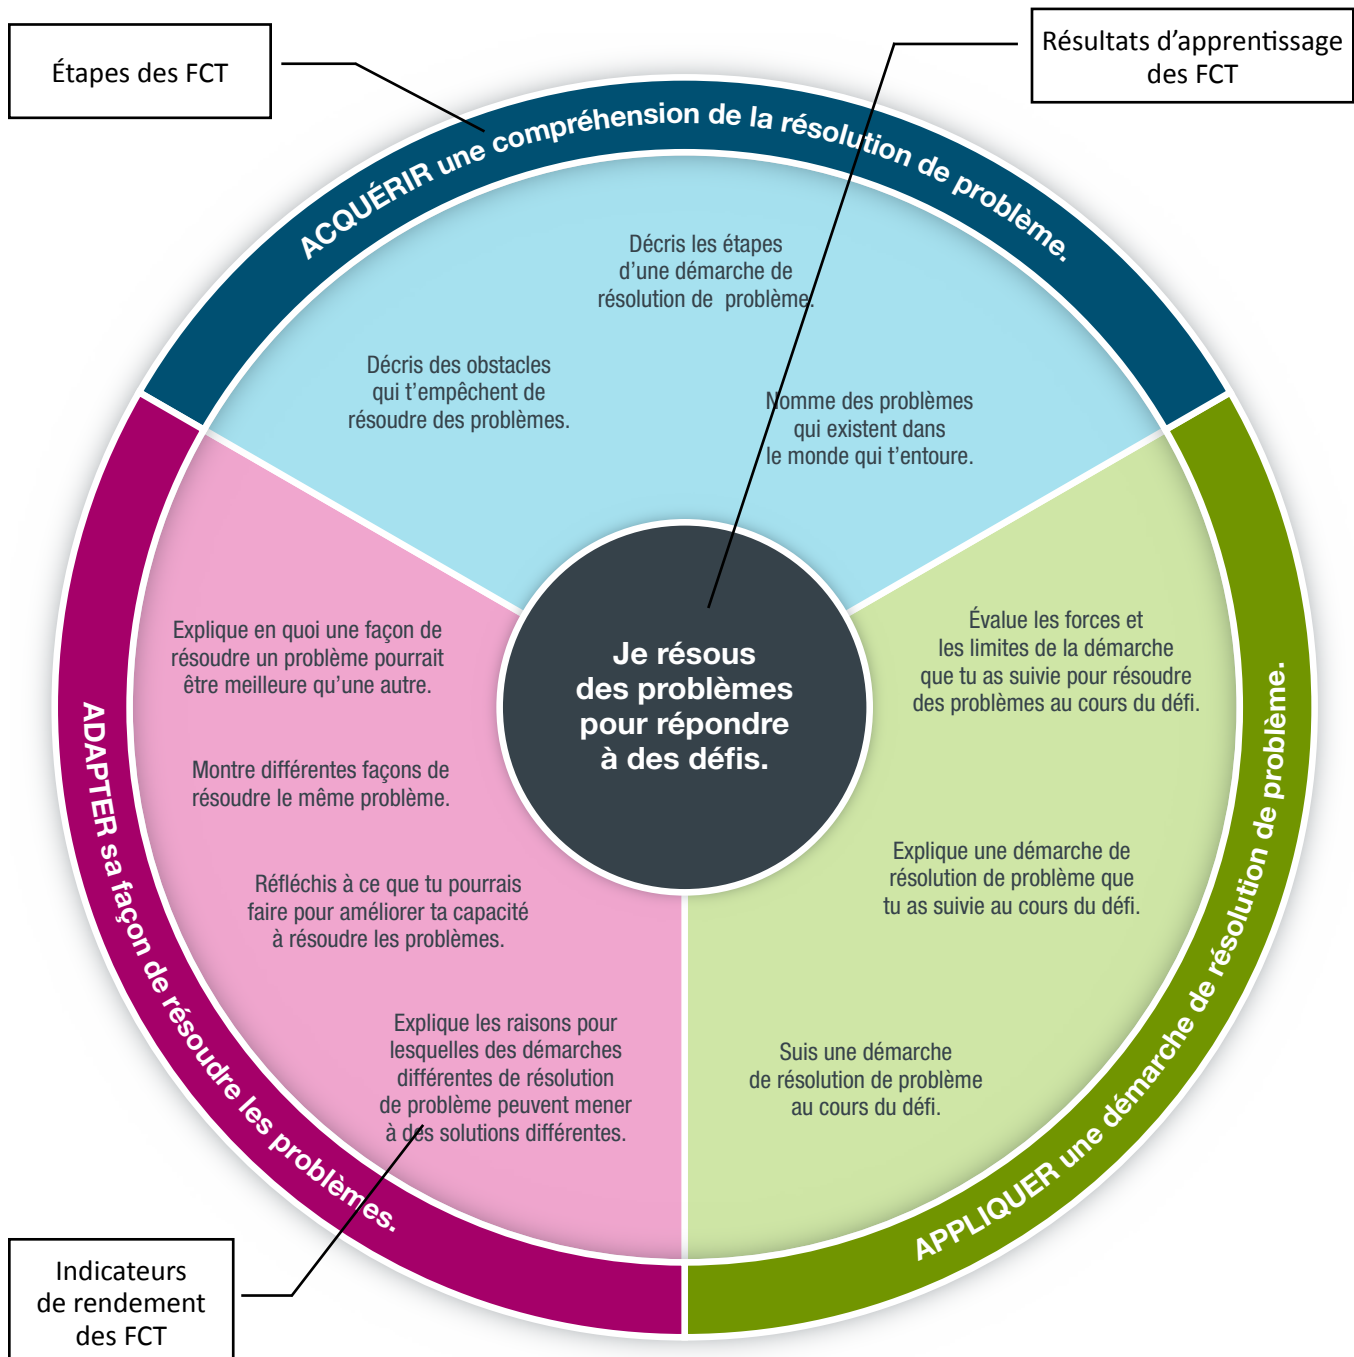 Étapes des FCT
Résultats d’apprentissage
des FCT
ACQUÉRIR une compréhension de la résolution de problème.
Décris les étapes
d’une démarche de
résolution de problème.
Décris des obstacles
qui t’empêchent de
résoudre des problèmes.
Nomme des problèmes
qui existent dans
le monde qui t’entoure.
Je résous
des problèmes
pour répondre
à des défis.
APPLIQUER une démarche de résolution de problème.
Évalue les forces et
les limites de la démarche
que tu as suivie pour résoudre
des problèmes au cours du défi.
Explique une démarche de
résolution de problème que
tu as suivie au cours du défi.
Suis une démarche
de résolution de problème
au cours du défi.
ADAPTER sa façon de résoudre les problèmes.
Explique en quoi une façon de
résoudre un problème pourrait
être meilleure qu’une autre.
Montre différentes façons de
résoudre le même problème.
Réfléchis à ce que tu pourrais
faire pour améliorer ta capacité
à résoudre les problèmes.
Explique les raisons pour
lesquelles des démarches
différentes de résolution
de problème peuvent mener
à des solutions différentes.
Indicateurs
de rendement
des FCT